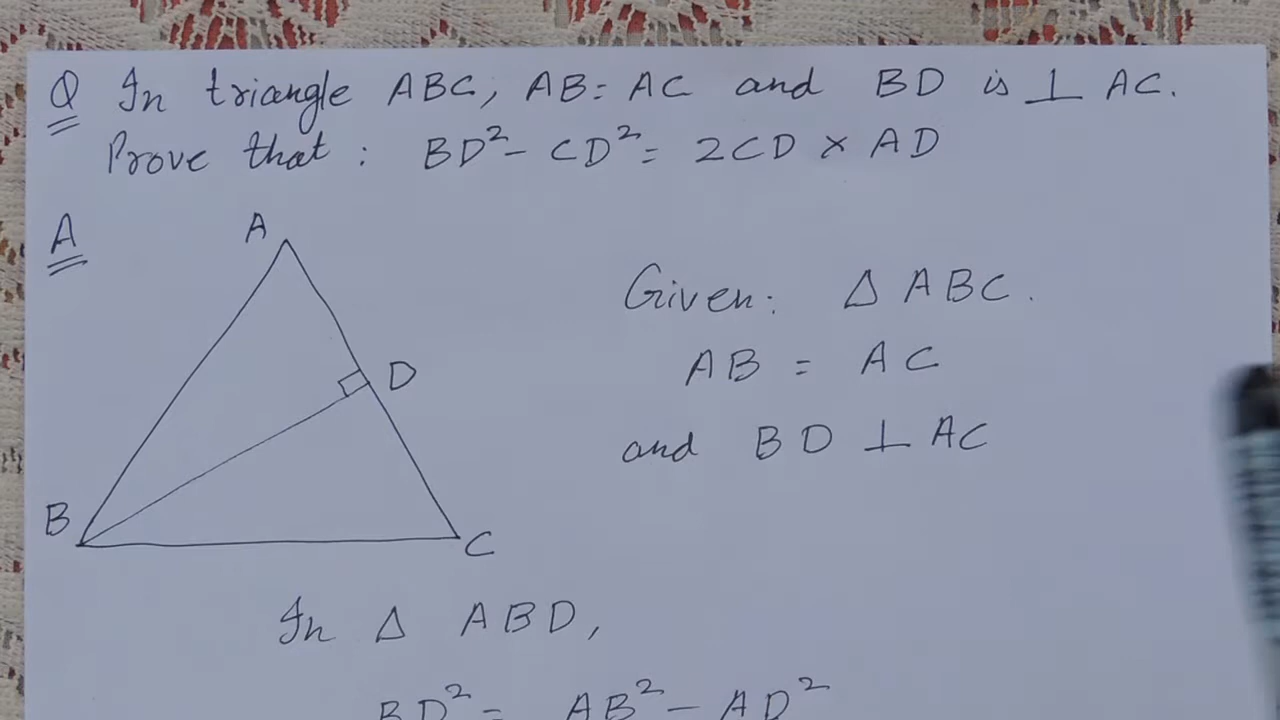 Q In triangle ABC, AB = AC and BD is ⊥ AC.
Prove that : BD² - CD² = 2CD × AD
A
A
D
B
C
Given: Δ ABC.
AB = AC
and BD ⊥ AC
In Δ ABD,
BD² = AB² - AD²